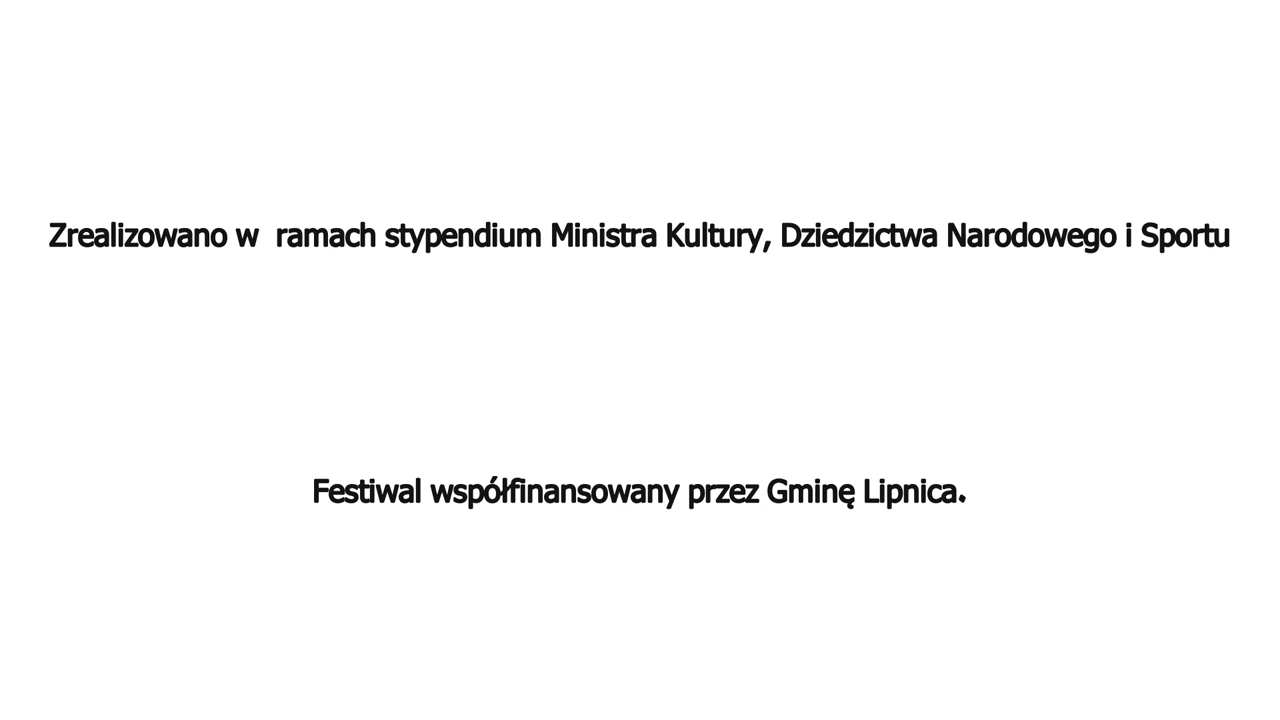 Zrealizowano w  ramach stypendium Ministra Kultury, Dziedzictwa Narodowego i Sportu
Festiwal współfinansowany przez Gminę Lipnica.